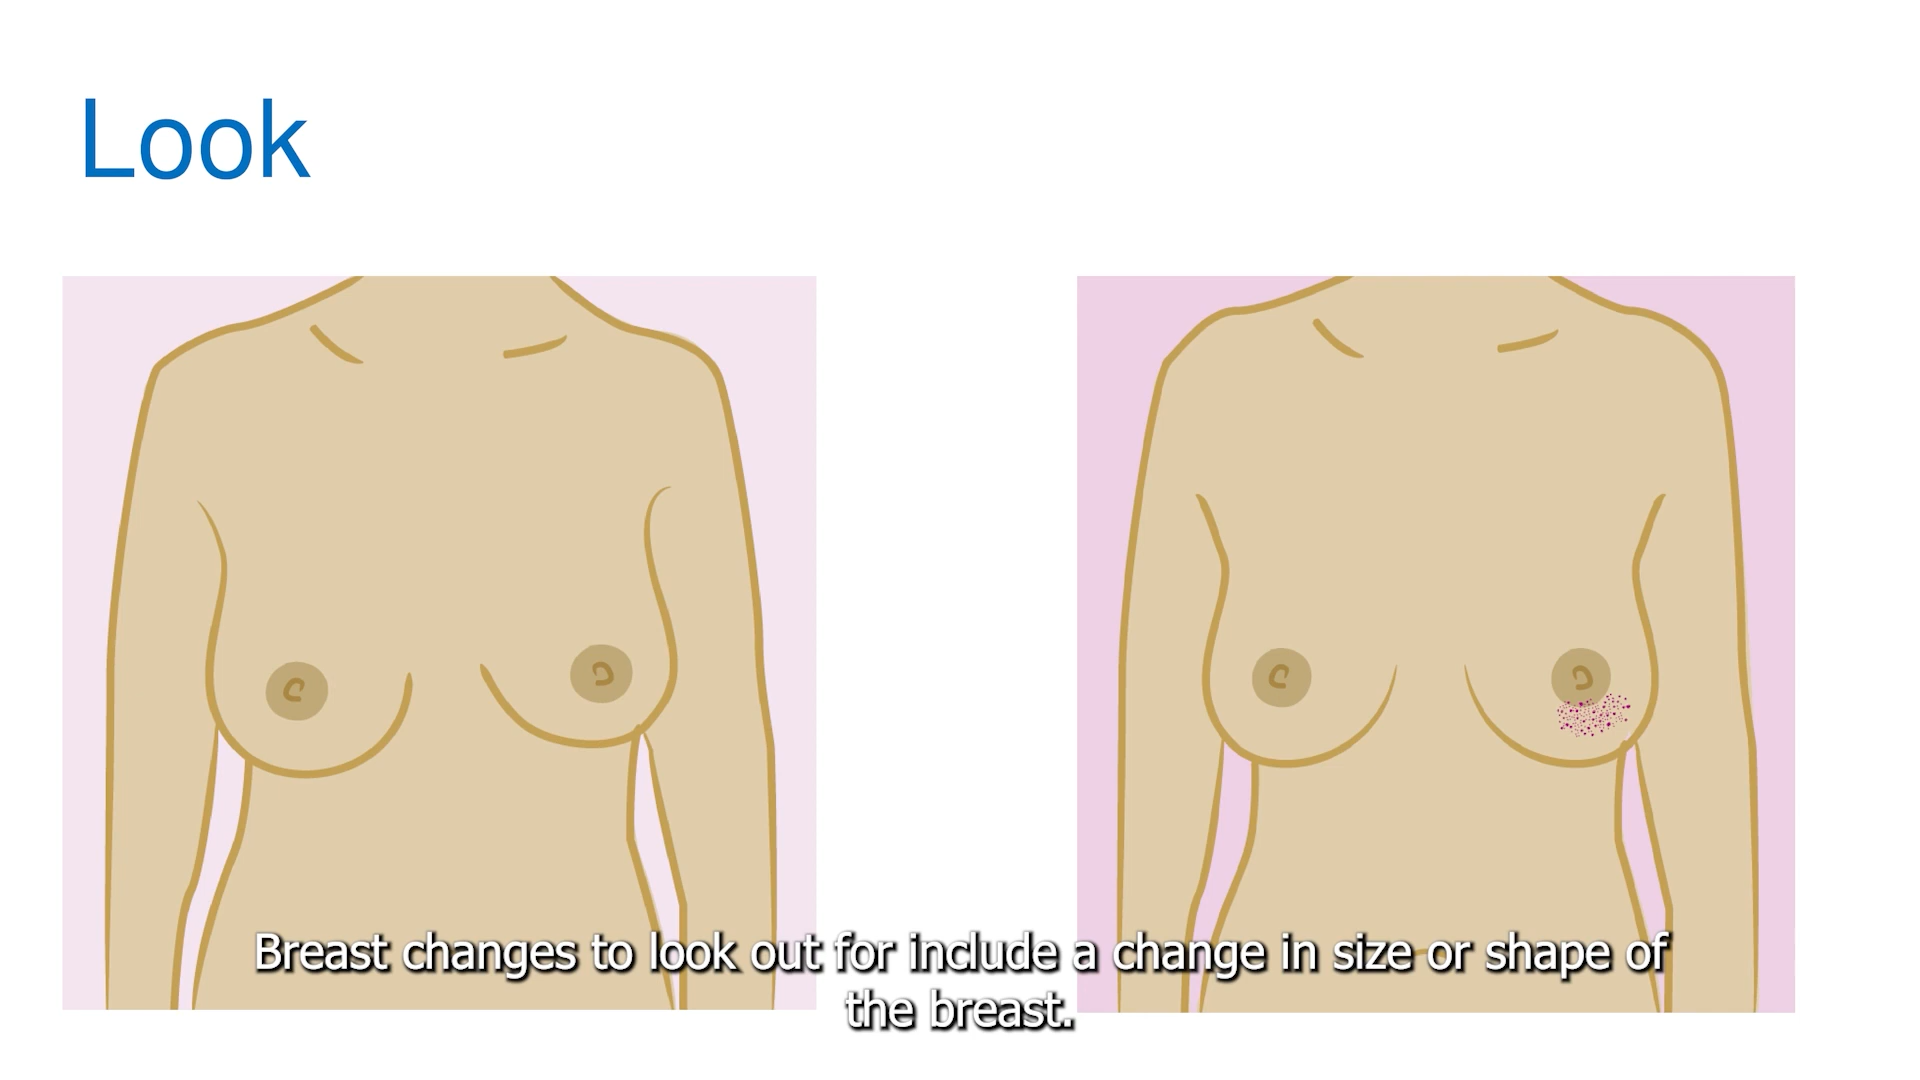 Look
Breast changes to look out for include a change in size or shape of
the breast.